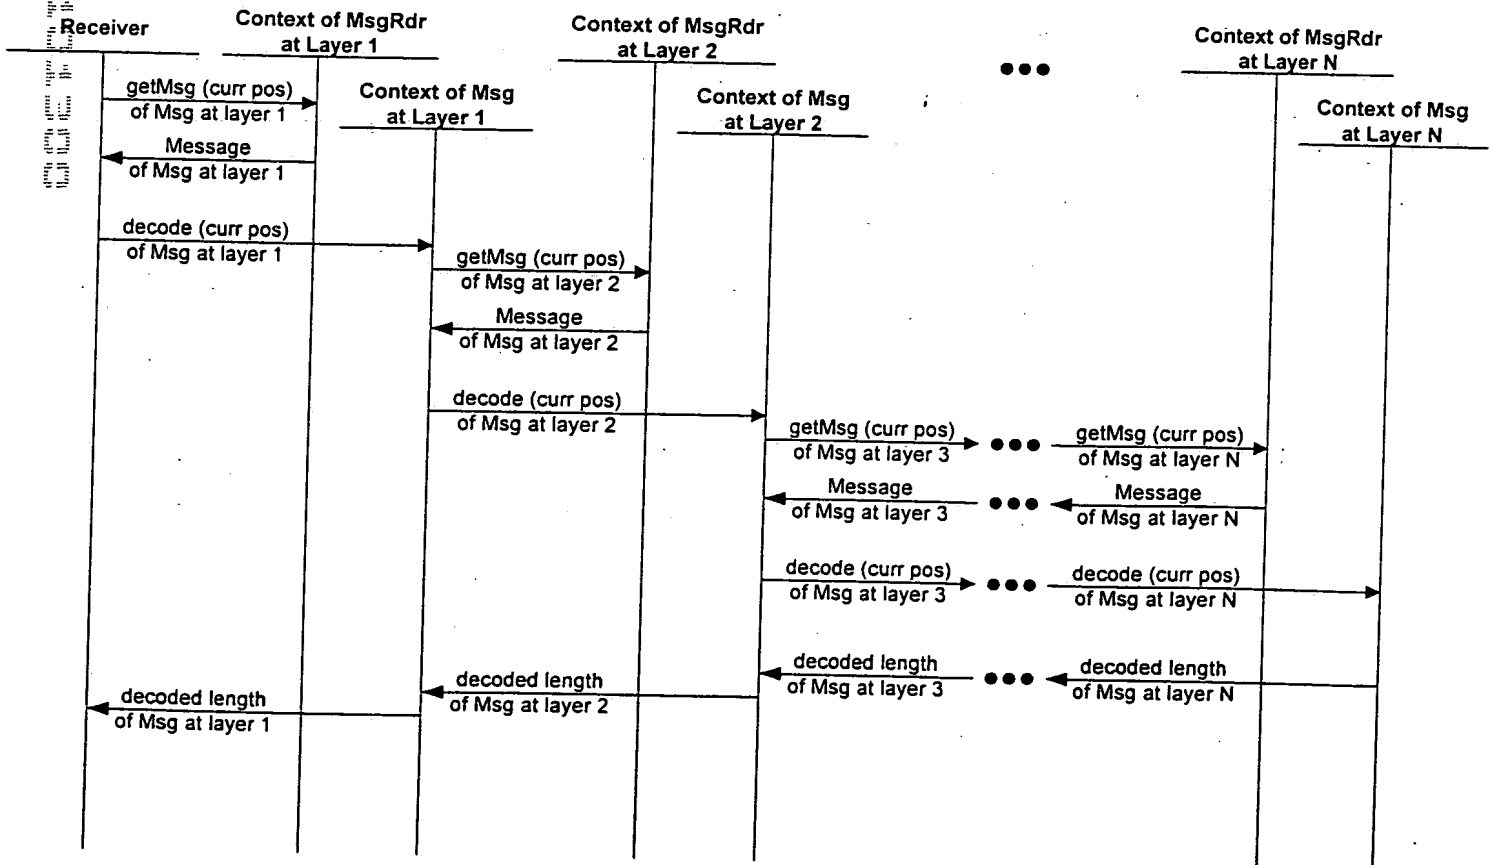 Receiver
Context of MsgRdr
at Layer 1
Context of MsgRdr
at Layer 2
Context of MsgRdr
at Layer N
Context of Msg
at Layer 1
Context of Msg
at Layer 2
Context of Msg
at Layer N
getMsg (curr pos)
of Msg at layer 1
Message
of Msg at layer 1
decode (curr pos)
of Msg at layer 1
getMsg (curr pos)
of Msg at layer 2
Message
of Msg at layer 2
decode (curr pos)
of Msg at layer 2
getMsg (curr pos)
of Msg at layer 3
getMsg (curr pos)
of Msg at layer N
Message
of Msg at layer 3
Message
of Msg at layer N
decode (curr pos)
of Msg at layer 3
decode (curr pos)
of Msg at layer N
decoded length
of Msg at layer 3
decoded length
of Msg at layer N
decoded length
of Msg at layer 2
decoded length
of Msg at layer 1